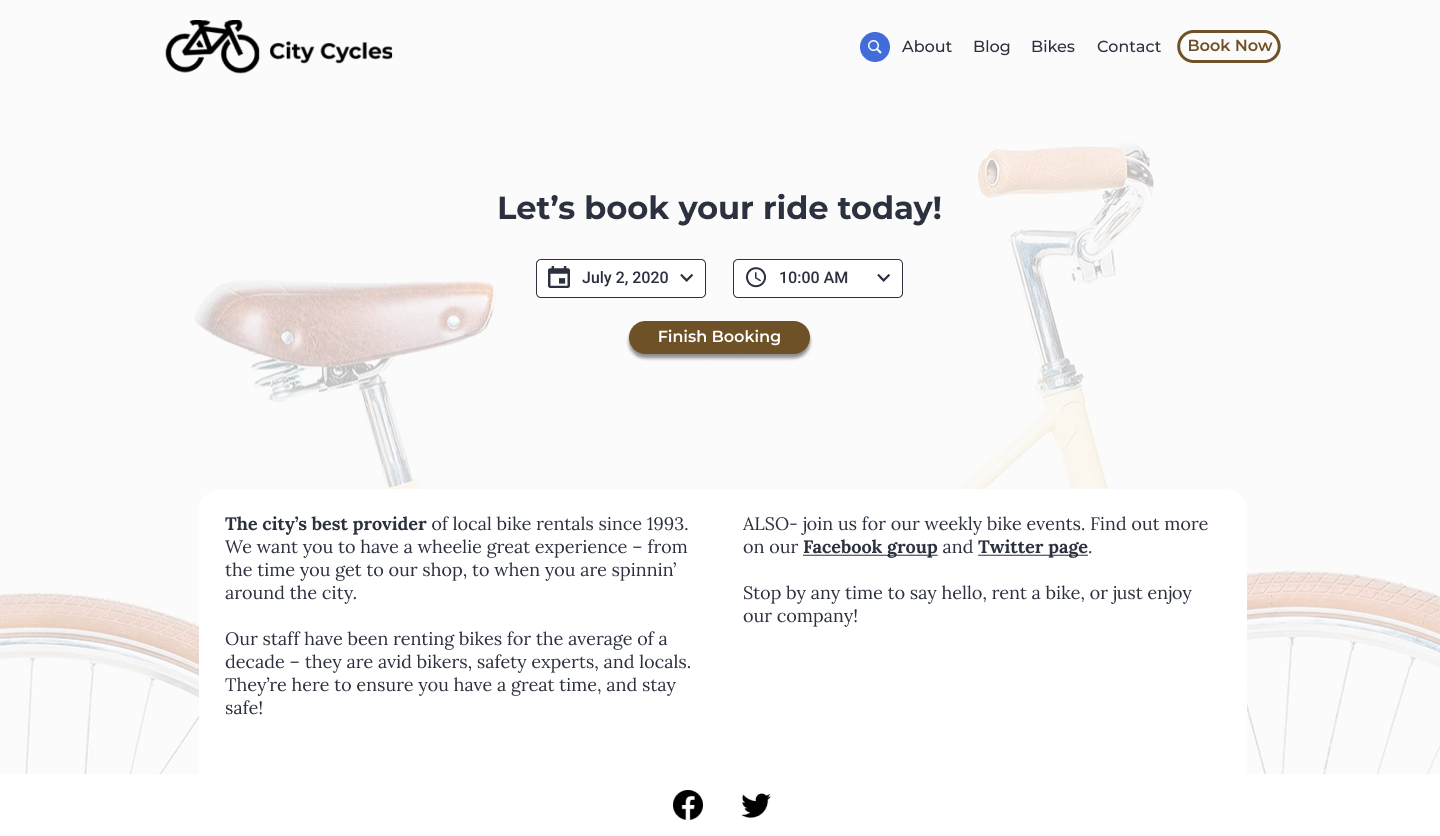 City Cycles
About Blog Bikes Contact Book Now
Let’s book your ride today!
July 2, 2020 10:00 AM
Finish Booking
The city’s best provider of local bike rentals since 1993.
We want you to have a wheelie great experience – from
the time you get to our shop, to when you are spinnin’
around the city.
Our staff have been renting bikes for the average of a
decade – they are avid bikers, safety experts, and locals.
They’re here to ensure you have a great time, and stay
safe!
ALSO- join us for our weekly bike events. Find out more
on our Facebook group and Twitter page.
Stop by any time to say hello, rent a bike, or just enjoy
our company!